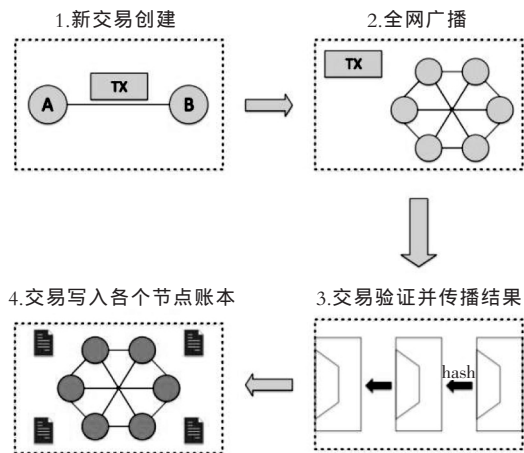 1.新交易创建
TX
A
B
2.全网广播
TX
3.交易验证并传播结果
hash
4.交易写入各个节点账本